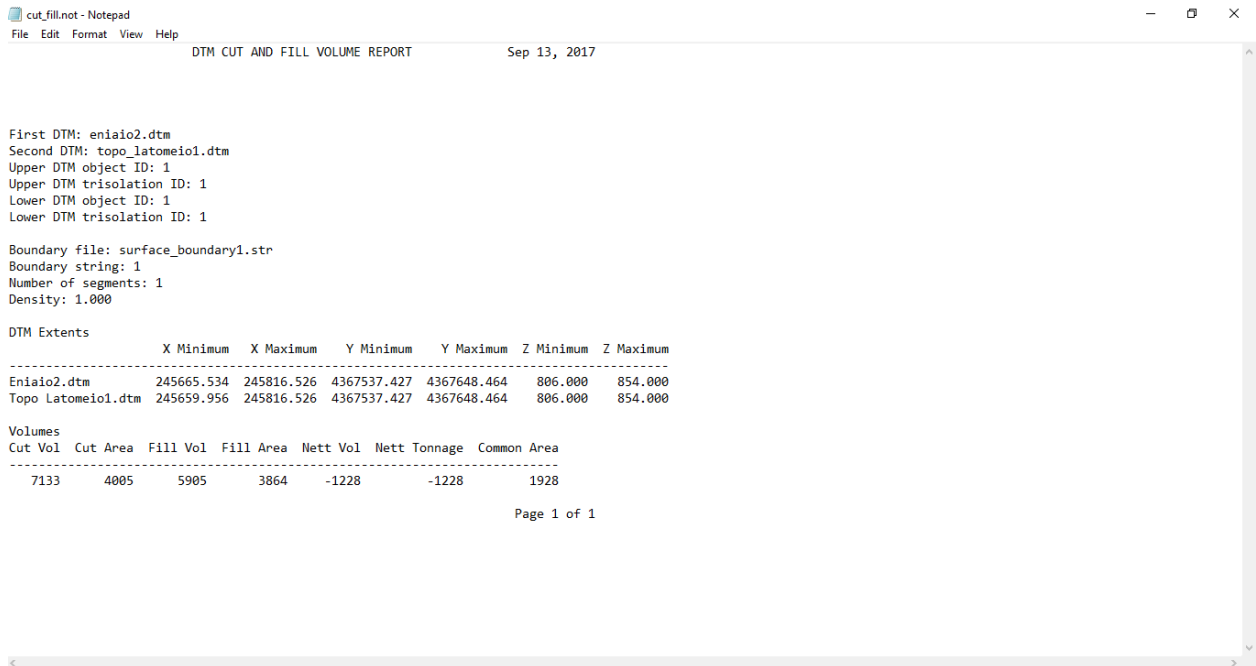 cut_fill.not - Notepad
File Edit Format View Help
DTM CUT AND FILL VOLUME REPORT Sep 13, 2017
First DTM: eniaio2.dtm
Second DTM: topo_latomeio1.dtm
Upper DTM object ID: 1
Upper DTM trisolation ID: 1
Lower DTM object ID: 1
Lower DTM trisolation ID: 1
Boundary file: surface_boundary1.str
Boundary string: 1
Number of segments: 1
Density: 1.000
DTM Extents
X Minimum X Maximum Y Minimum Y Maximum Z Minimum Z Maximum
------------------------------------------------------------------------------------------
Eniaio2.dtm 245665.534 245816.526 4367537.427 4367648.464 806.000 854.000
Topo Latomeio1.dtm 245659.956 245816.526 4367537.427 4367648.464 806.000 854.000
Volumes
Cut Vol Cut Area Fill Vol Fill Area Nett Vol Nett Tonnage Common Area
---------------------------------------------------------------------------
7133 4005 5905 3864 -1228 -1228 1928
Page 1 of 1